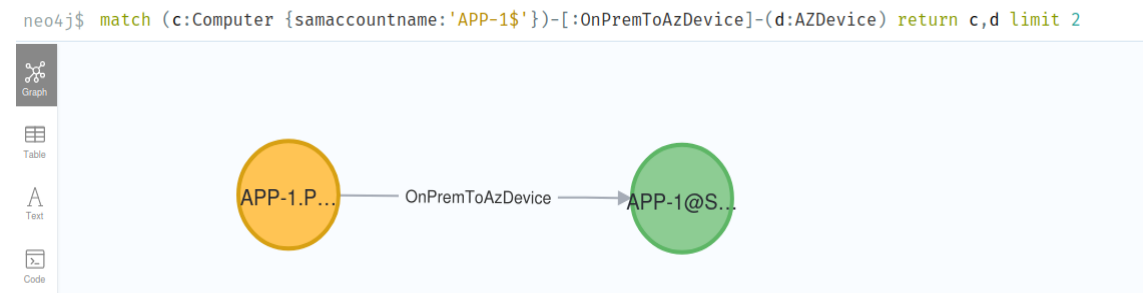 neo4j$ match (c:Computer {samaccountname:'APP-1$'})-[:OnPremToAzDevice]-(d:AZDevice) return c,d limit 2
Graph
Table
A
Text
>_
Code
APP-1.P...
OnPremToAzDevice
APP-1@S...